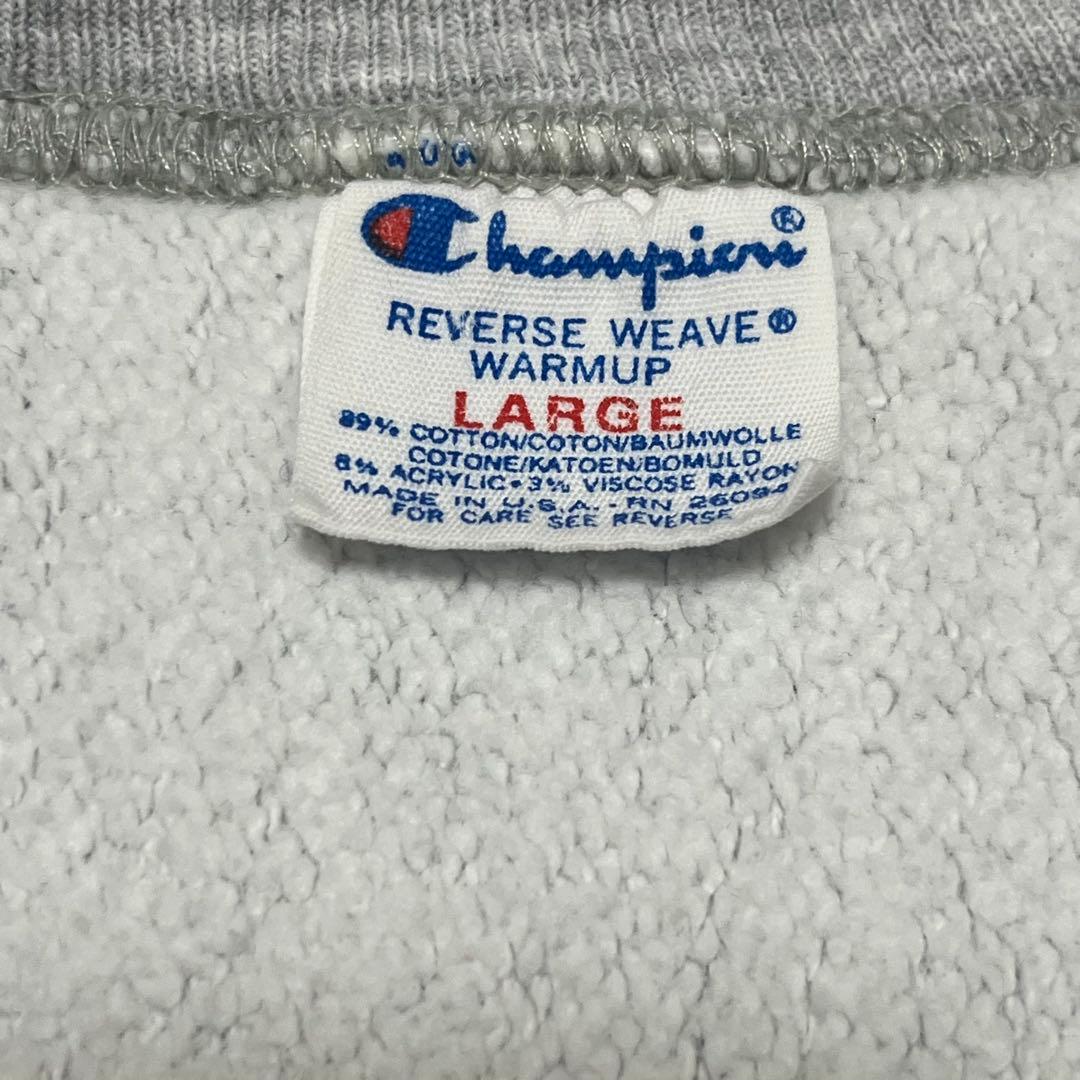 Champion®
REVERSE WEAVE®
WARMUP
LARGE
89% COTTON/COTON/BAUMWOLLE
COTONE/KATOEN/BOMULD
8% ACRYLIC•3% VISCOSE RAYON
MADE IN U.S.A.-RN 26094
FOR CARE SEE REVERSE